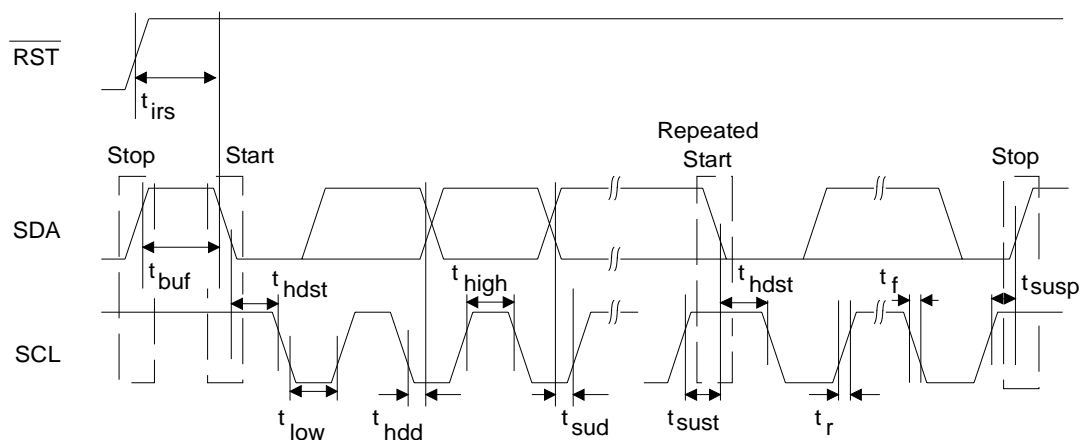 RST
t irs
Repeated
Stop Start Start Stop
SDA
t buf t hdst t high t hdst t f t susp
SCL
t low t hdd t sud t sust t r